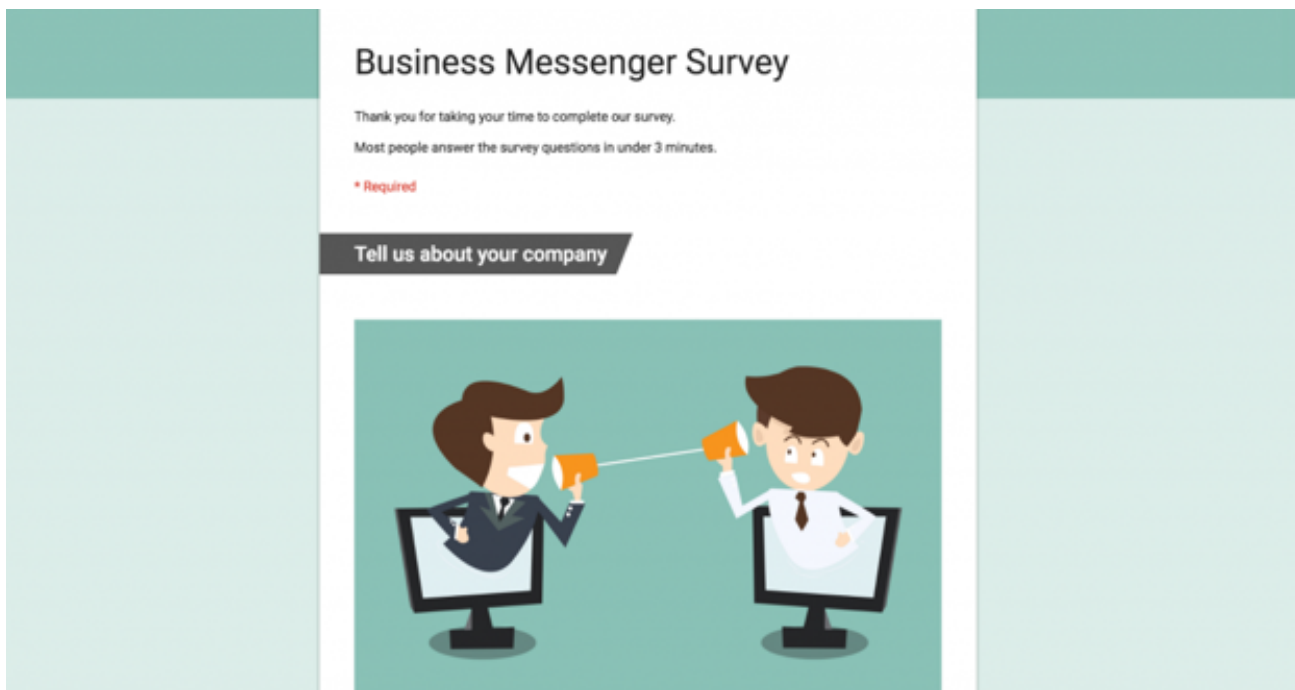 Business Messenger Survey
Thank you for taking your time to complete our survey.
Most people answer the survey questions in under 3 minutes.
* Required
Tell us about your company